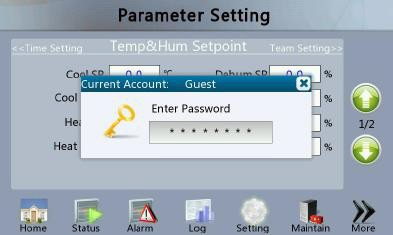 Parameter Setting
<<Time Setting Temp&Hum Setpoint Team Setting>>
Cool SP 0.0 ℃ Dehum SP 0.0 %
Current Account: Guest
Cool %
Enter Password
Hea %
1/2
* * * * * * * *
Heat %
Home Status Alarm Log Setting Maintain More